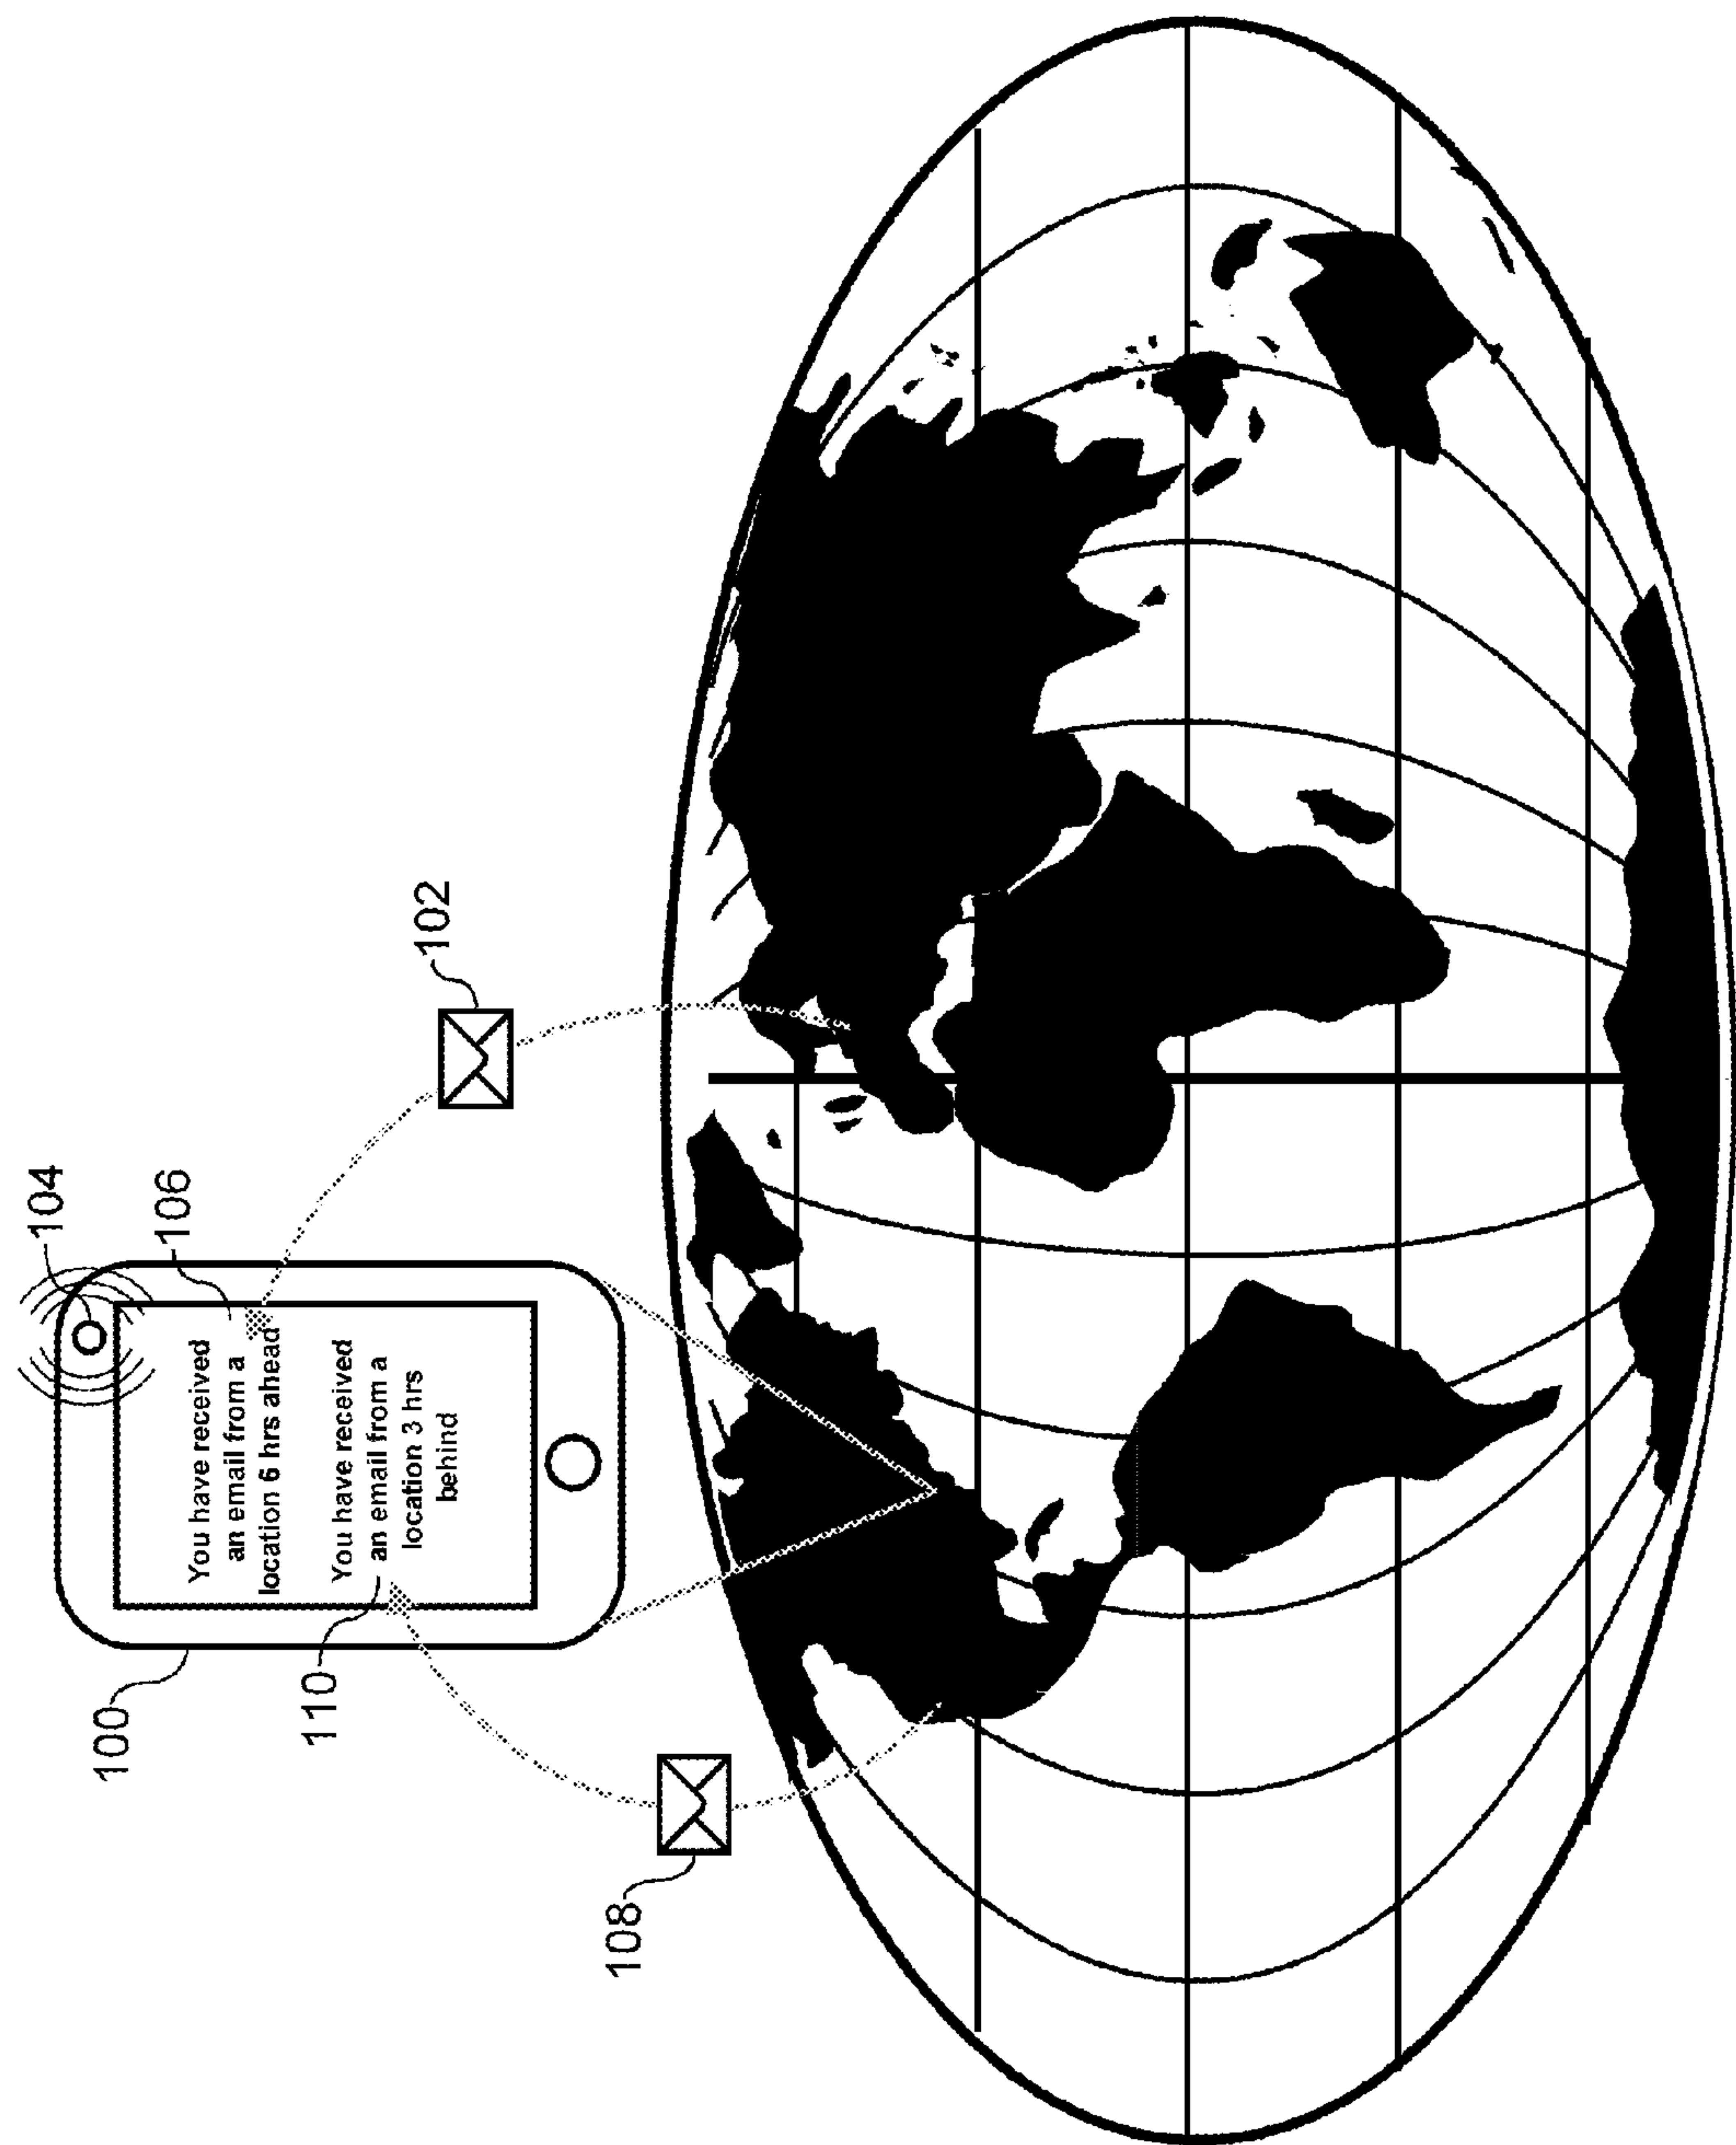 104
106
You have received
an email from a
location 6 hrs ahead
You have received
an email from a
location 3 hrs
behind
100
110
102
108